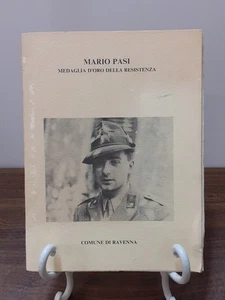 MARIO PASI
MEDAGLIA D'ORO DELLA RESISTENZA
COMUNE DI RAVENNA